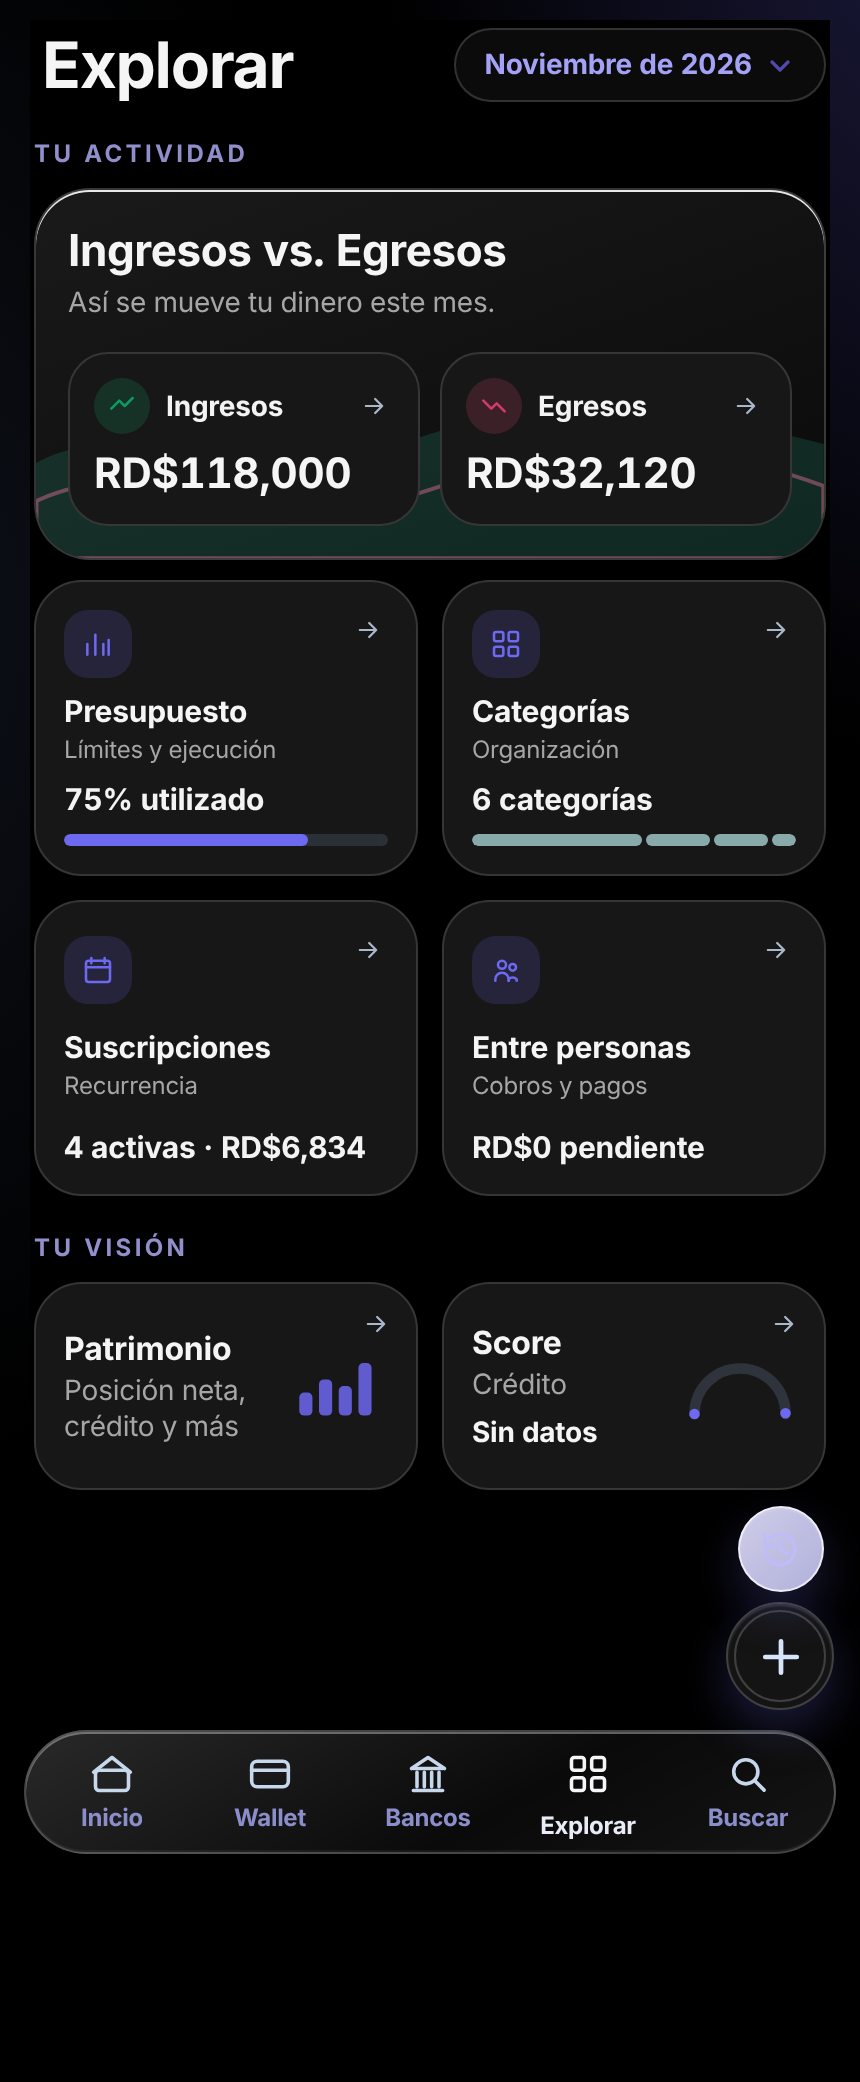 Explorar
Noviembre de 2026
TU ACTIVIDAD
Ingresos vs. Egresos
Así se mueve tu dinero este mes.
Ingresos
RD$118,000
Egresos
RD$32,120
Presupuesto
Límites y ejecución
75% utilizado
Categorías
Organización
6 categorías
Suscripciones
Recurrencia
4 activas · RD$6,834
Entre personas
Cobros y pagos
RD$0 pendiente
TU VISIÓN
Patrimonio
Posición neta,
crédito y más
Score
Crédito
Sin datos
Inicio
Wallet
Bancos
Explorar
Buscar